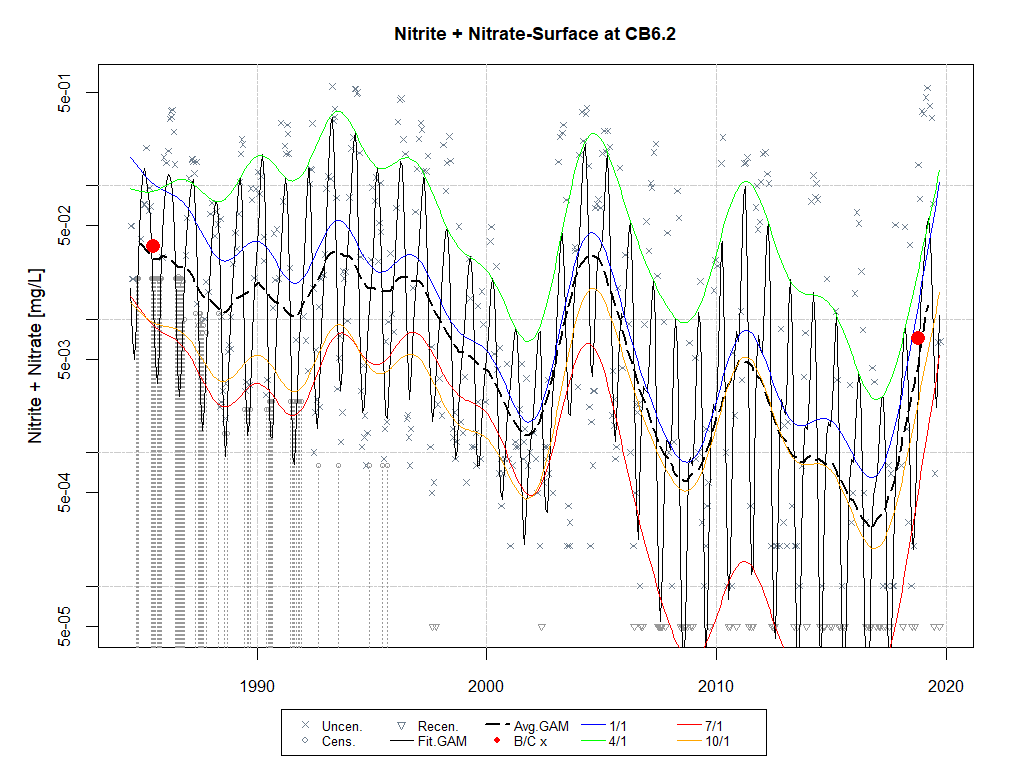 Nitrite + Nitrate-Surface at CB6.2
Nitrite + Nitrate [mg/L]
5e-01
5e-02
5e-03
5e-04
5e-05
1990 2000 2010 2020
Uncen. Recen. Avg.GAM 1/1 7/1
Cens. Fit.GAM B/C x 4/1 10/1